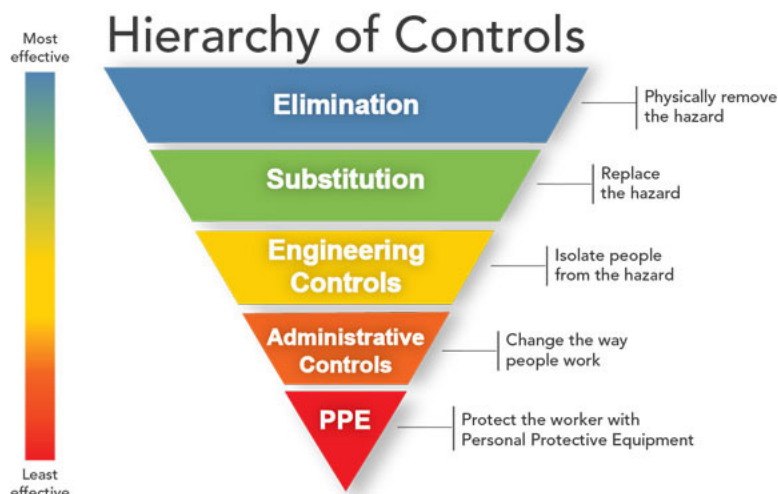 Hierarchy of Controls
Most
effective
Elimination
Physically remove
the hazard
Substitution
Replace
the hazard
Engineering
Controls
Isolate people
from the hazard
Administrative
Controls
Change the way
people work
PPE
Protect the worker with
Personal Protective Equipment
Least
effective